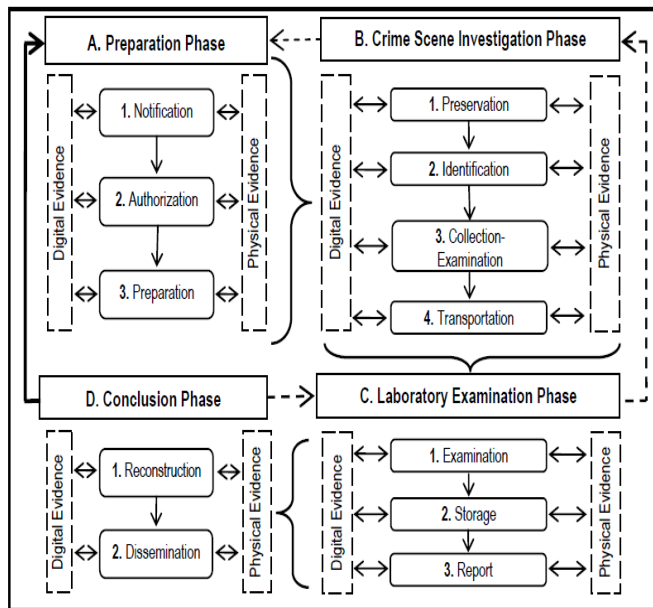 A. Preparation Phase
Digital Evidence
1. Notification
2. Authorization
3. Preparation
Physical Evidence
B. Crime Scene Investigation Phase
Digital Evidence
1. Preservation
2. Identification
3. Collection-
Examination
4. Transportation
Physical Evidence
D. Conclusion Phase
Digital Evidence
1. Reconstruction
2. Dissemination
Physical Evidence
C. Laboratory Examination Phase
Digital Evidence
1. Examination
2. Storage
3. Report
Physical Evidence